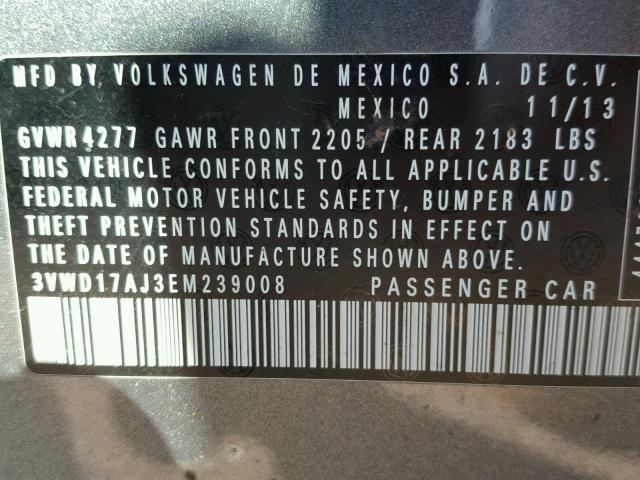 MFD BY VOLKSWAGEN DE MEXICO S.A. DE C.V.
MEXICO 11/13
GVWR 4277 GAWR FRONT 2205 / REAR 2183 LBS
THIS VEHICLE CONFORMS TO ALL APPLICABLE U.S.
FEDERAL MOTOR VEHICLE SAFETY, BUMPER AND
THEFT PREVENTION STANDARDS IN EFFECT ON
THE DATE OF MANUFACTURE SHOWN ABOVE.
3VWD17AJ3EM239008 PASSENGER CAR